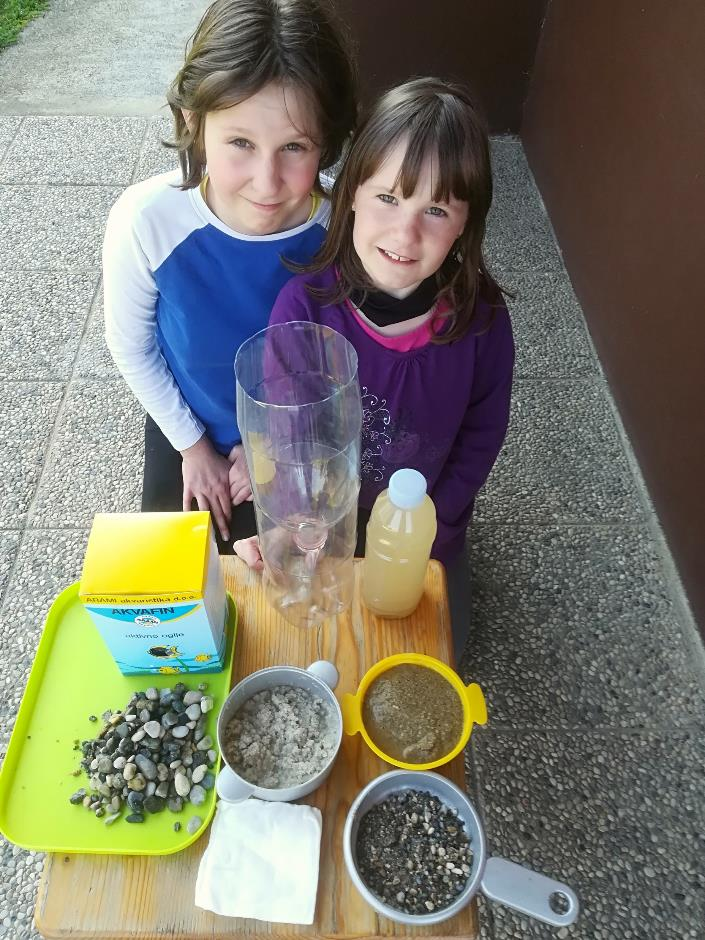 ARAMI akvaristika d.o.o.
AKVAFIN
aktivno oglje